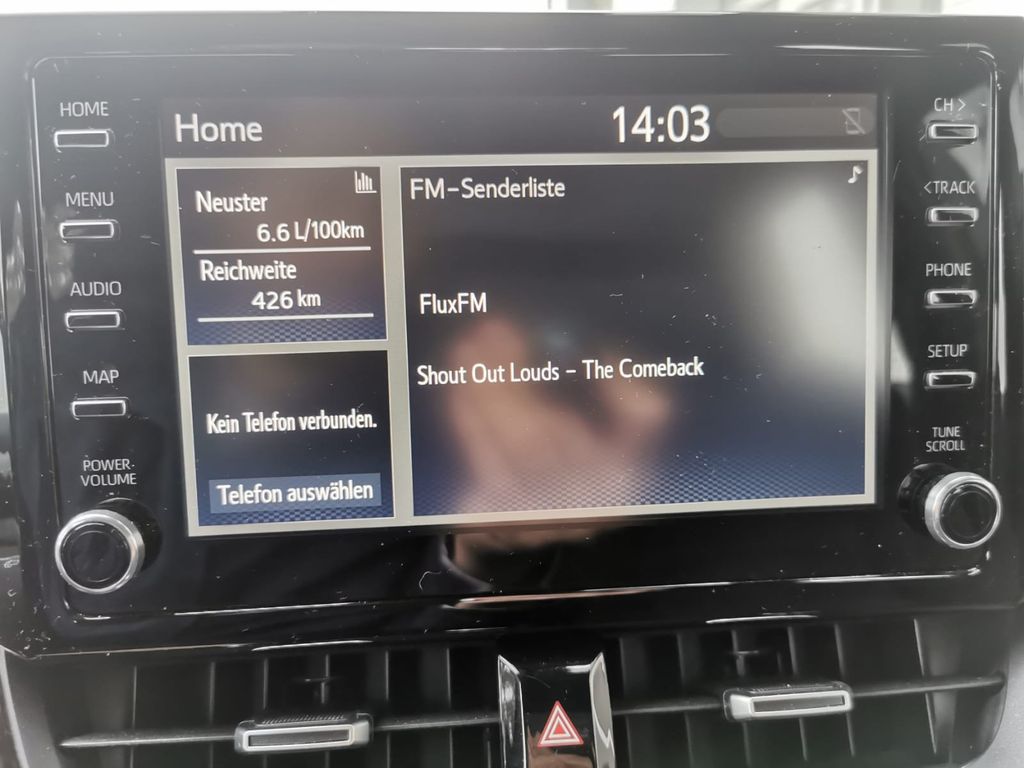 HOME
MENU
AUDIO
MAP
POWER
VOLUME
Home
14:03
Neuster
6.6 L/100km
Reichweite
426 km
Kein Telefon verbunden.
Telefon auswählen
FM-Senderliste
FluxFM
Shout Out Louds - The Comeback
CH >
< TRACK
PHONE
SETUP
TUNE
SCROLL